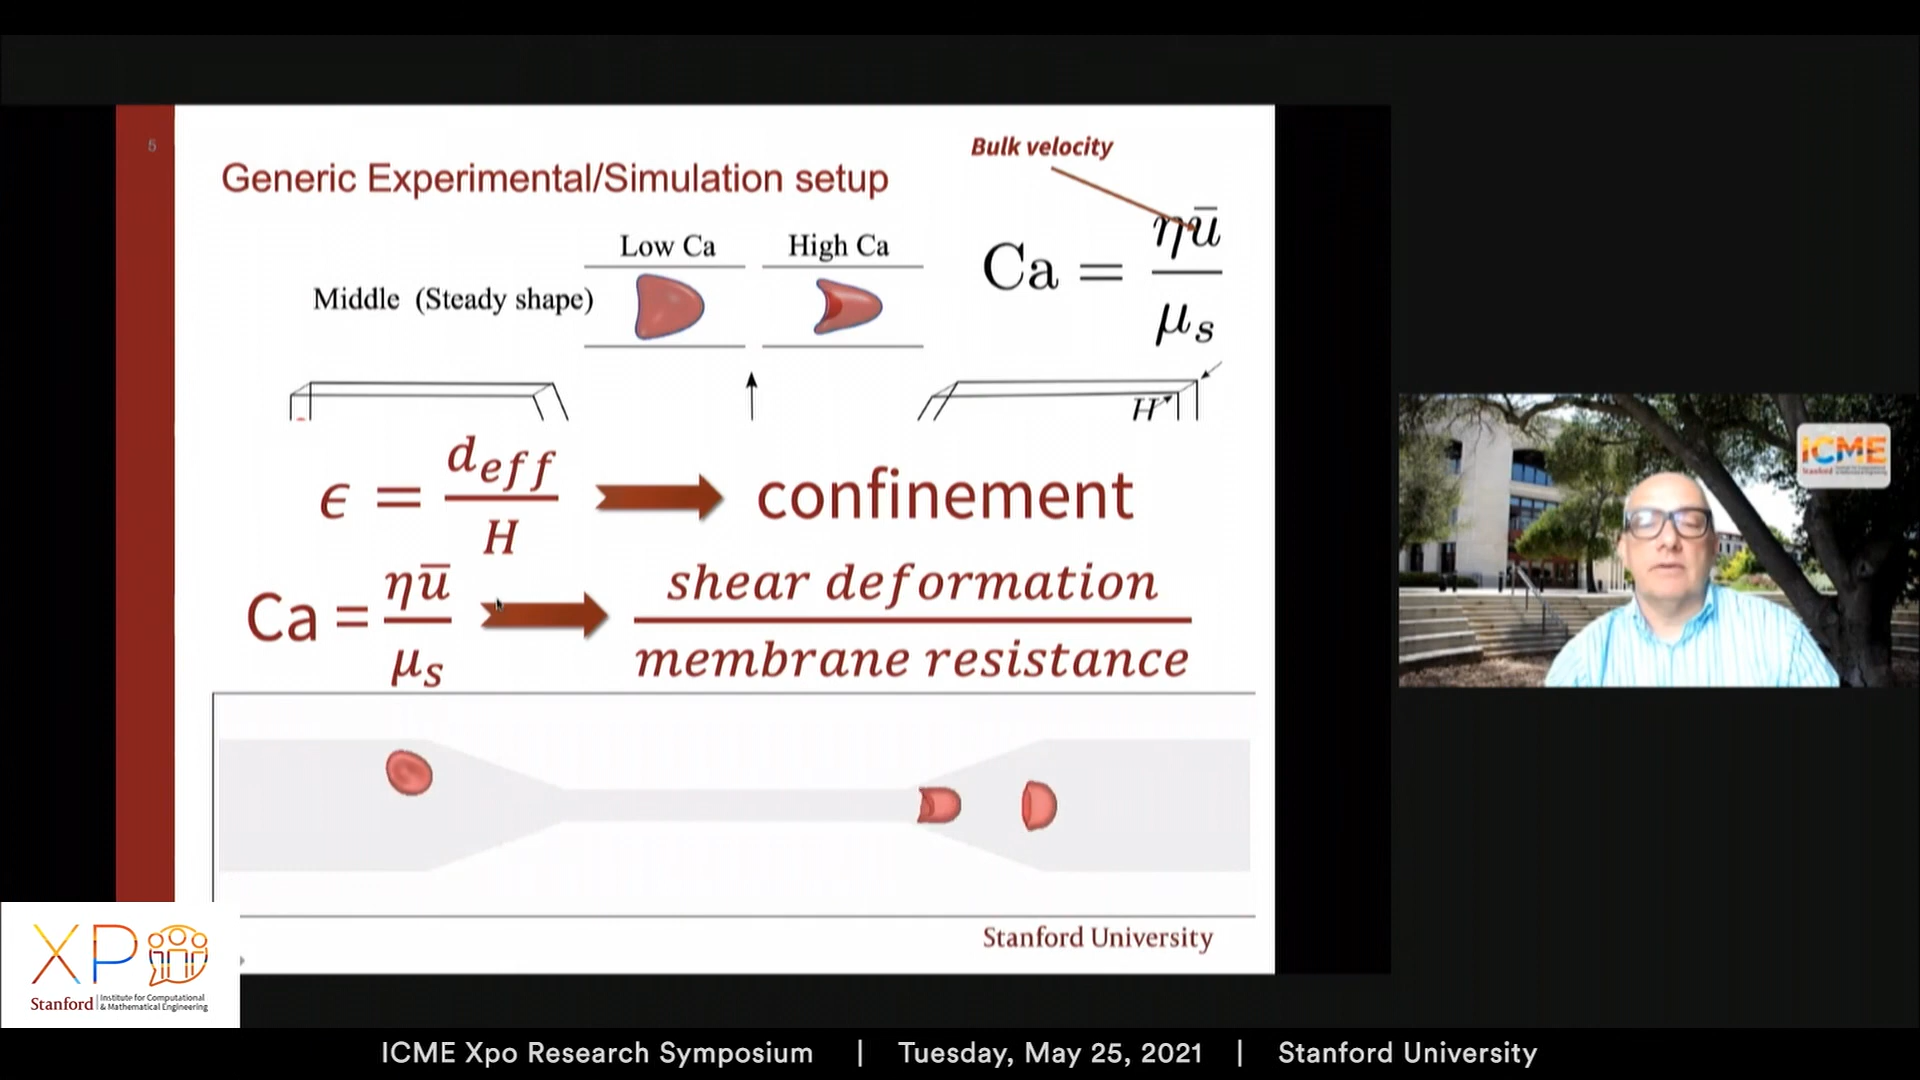 5
Generic Experimental/Simulation setup
Bulk velocity
Low Ca
High Ca
Middle (Steady shape)
Ca = ηū / μs
H
ϵ = deff / H
confinement
Ca = ηū / μs
shear deformation
membrane resistance
Stanford University
ICME
Stanford
XPO
Stanford | Institute for Computational
& Mathematical Engineering
ICME Xpo Research Symposium | Tuesday, May 25, 2021 | Stanford University